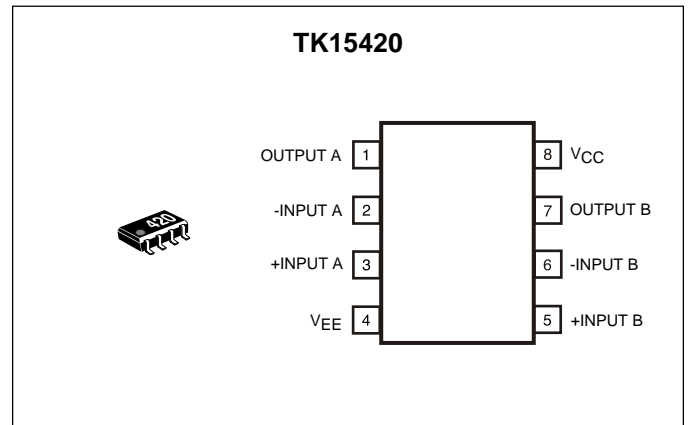 TK15420
OUTPUT A 1
-INPUT A 2
+INPUT A 3
VEE 4
8 VCC
7 OUTPUT B
6 -INPUT B
5 +INPUT B
420